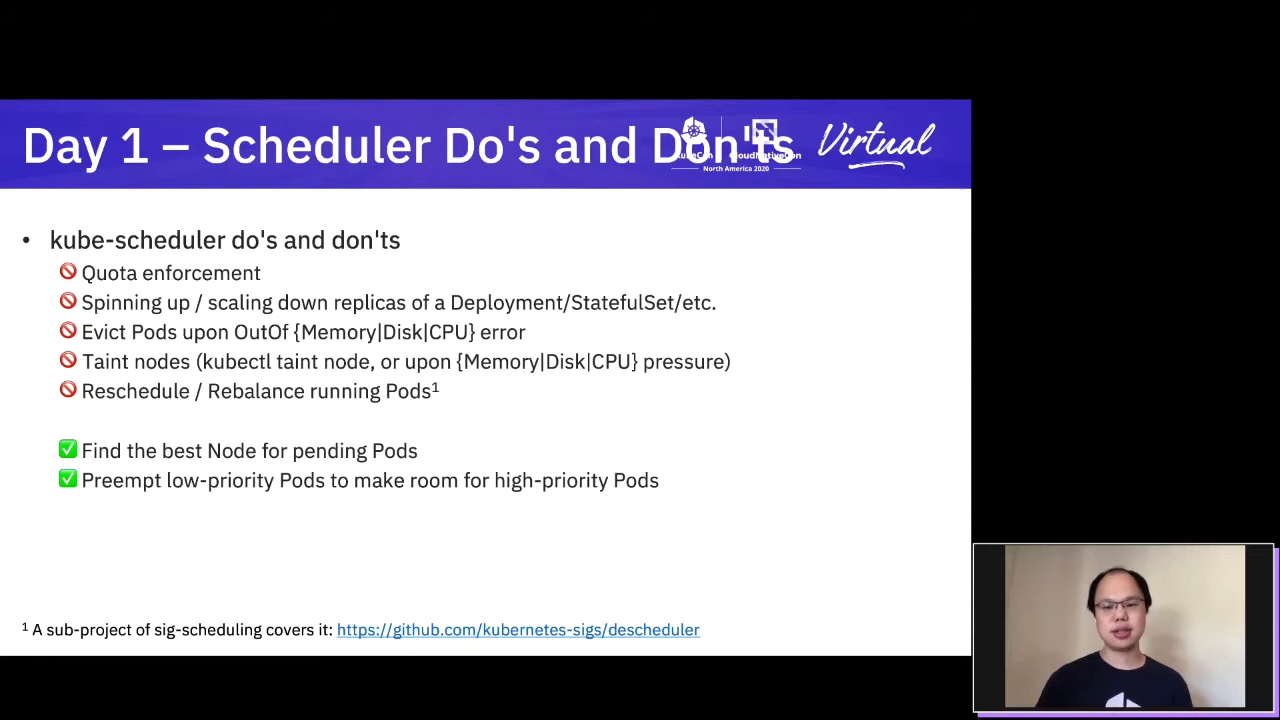 Day 1 – Scheduler Do's and Don'ts
KubeCon CloudNativeCon
North America 2020
Virtual
• kube-scheduler do's and don'ts
🚫 Quota enforcement
🚫 Spinning up / scaling down replicas of a Deployment/StatefulSet/etc.
🚫 Evict Pods upon OutOf {Memory|Disk|CPU} error
🚫 Taint nodes (kubectl taint node, or upon {Memory|Disk|CPU} pressure)
🚫 Reschedule / Rebalance running Pods¹
✅ Find the best Node for pending Pods
✅ Preempt low-priority Pods to make room for high-priority Pods
¹ A sub-project of sig-scheduling covers it: https://github.com/kubernetes-sigs/descheduler